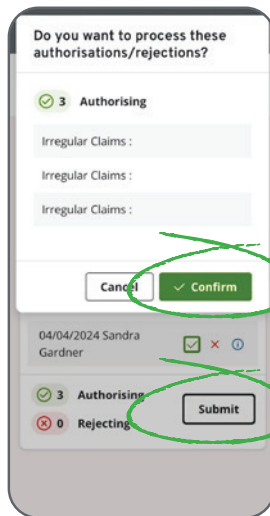 Do you want to process these
authorisations/rejections?
3 Authorising
Irregular Claims :
Irregular Claims :
Irregular Claims :
Cancel
✓ Confirm
04/04/2024 Sandra
Gardner
3 Authorising
0 Rejecting
Submit